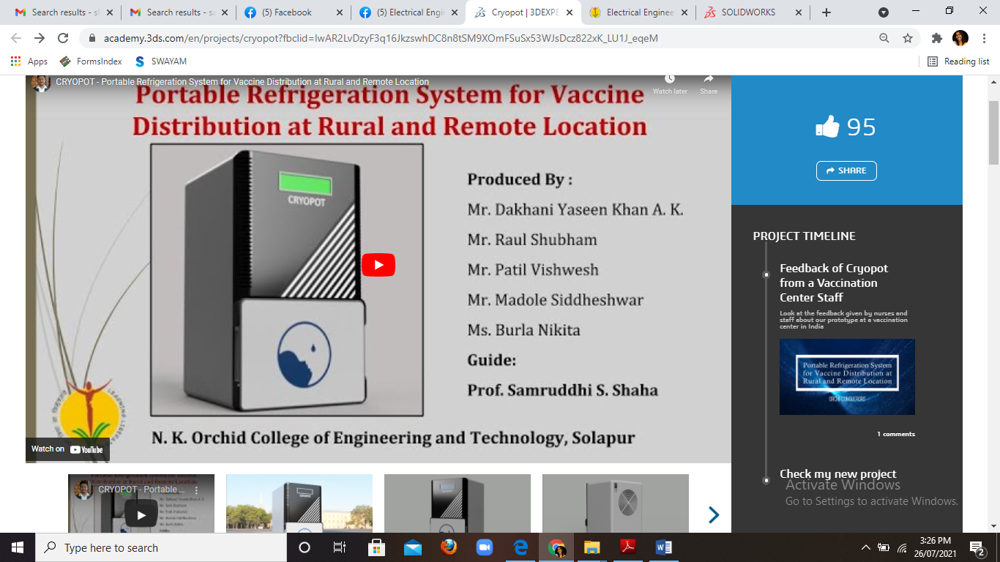 Search results - sl
Search results - sa
(5) Facebook
(5) Electrical Engi
Cryopot | 3DEXPE
Electrical Enginee
SOLIDWORKS
academy.3ds.com/en/projects/cryopot?fbclid=IwAR2LvDzyF3q16JkzswhDC8n8tSM9XOmFSuSx53WJsDcz822xK_LU1J_eqeM
Apps
FormsIndex
SWAYAM
Reading list
CRYOPOT - Portable Refrigeration System for Vaccine Distribution at Rural and Remote Location
Watch later
Share
Portable Refrigeration System for Vaccine
Distribution at Rural and Remote Location
CRYOPOT
Produced By :
Mr. Dakhani Yaseen Khan A. K.
Mr. Raul Shubham
Mr. Patil Vishwesh
Mr. Madole Siddheshwar
Ms. Burla Nikita
Guide:
Prof. Samruddhi S. Shaha
N. K. Orchid College of Engineering and Technology, Solapur
Watch on YouTube
95
SHARE
PROJECT TIMELINE
Feedback of Cryopot
from a Vaccination
Center Staff
Look at the feedback given by nurses and
staff about our prototype at a vaccination
center in India
Portable Refrigeration System
for Vaccine Distribution at
Rural and Remote Location
ORCHI CONQUERORS
1 comments
Check my new project
Activate Windows
Go to Settings to activate Windows.
CRYOPOT - Portable ...
Type here to search
3:26 PM
26/07/2021
2